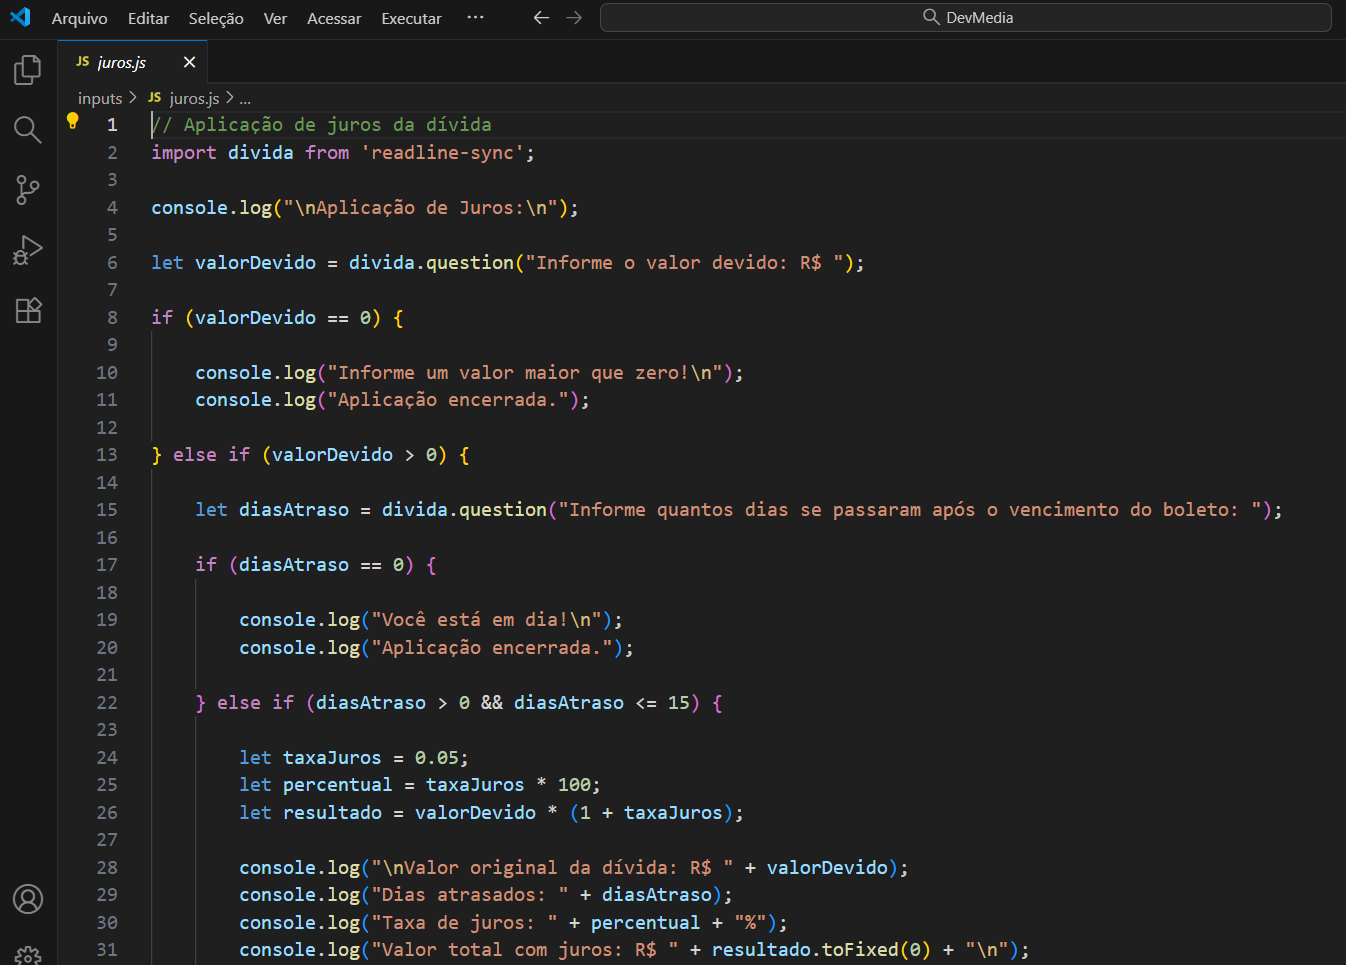 Arquivo Editar Seleção Ver Acessar Executar ... DevMedia
JS juros.js
inputs > JS juros.js > ...
1 // Aplicação de juros da dívida
2 import divida from 'readline-sync';
3
4 console.log("\nAplicação de Juros:\n");
5
6 let valorDevido = divida.question("Informe o valor devido: R$ ");
7
8 if (valorDevido == 0) {
9
10 console.log("Informe um valor maior que zero!\n");
11 console.log("Aplicação encerrada.");
12
13 } else if (valorDevido > 0) {
14
15 let diasAtraso = divida.question("Informe quantos dias se passaram após o vencimento do boleto: ");
16
17 if (diasAtraso == 0) {
18
19 console.log("Você está em dia!\n");
20 console.log("Aplicação encerrada.");
21
22 } else if (diasAtraso > 0 && diasAtraso <= 15) {
23
24 let taxaJuros = 0.05;
25 let percentual = taxaJuros * 100;
26 let resultado = valorDevido * (1 + taxaJuros);
27
28 console.log("\nValor original da dívida: R$ " + valorDevido);
29 console.log("Dias atrasados: " + diasAtraso);
30 console.log("Taxa de juros: " + percentual + "%");
31 console.log("Valor total com juros: R$ " + resultado.toFixed(0) + "\n");